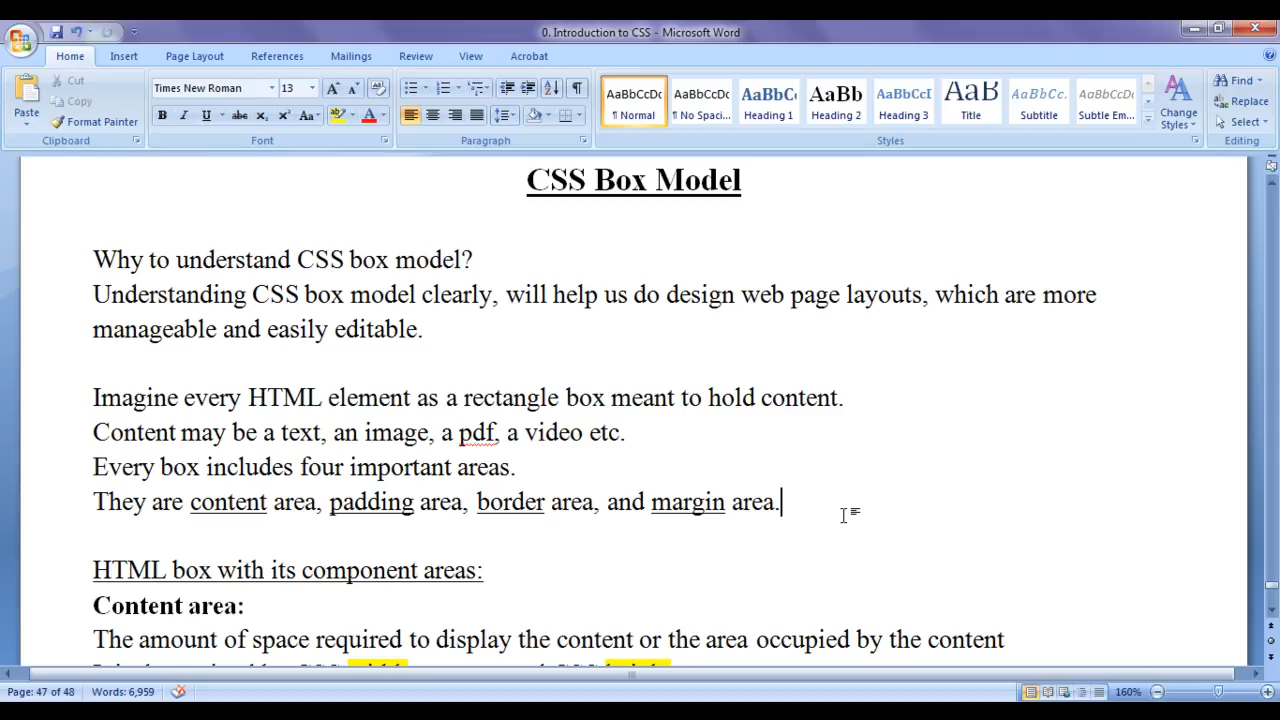 0. Introduction to CSS - Microsoft Word
Home Insert Page Layout References Mailings Review View Acrobat
Paste
Cut
Copy
Format Painter
Clipboard
Times New Roman 13
Font
Paragraph
AaBbCcDc AaBbCcDc AaBbC AaBb AaBbCcI AaB AaBbCcI AaBbCcDc
¶ Normal ¶ No Spaci... Heading 1 Heading 2 Heading 3 Title Subtitle Subtle Em...
Change Styles
Styles
Find
Replace
Select
Editing
CSS Box Model
Why to understand CSS box model?
Understanding CSS box model clearly, will help us do design web page layouts, which are more
manageable and easily editable.
Imagine every HTML element as a rectangle box meant to hold content.
Content may be a text, an image, a pdf, a video etc.
Every box includes four important areas.
They are content area, padding area, border area, and margin area.
HTML box with its component areas:
Content area:
The amount of space required to display the content or the area occupied by the content
Page: 47 of 48 Words: 6,959 160%